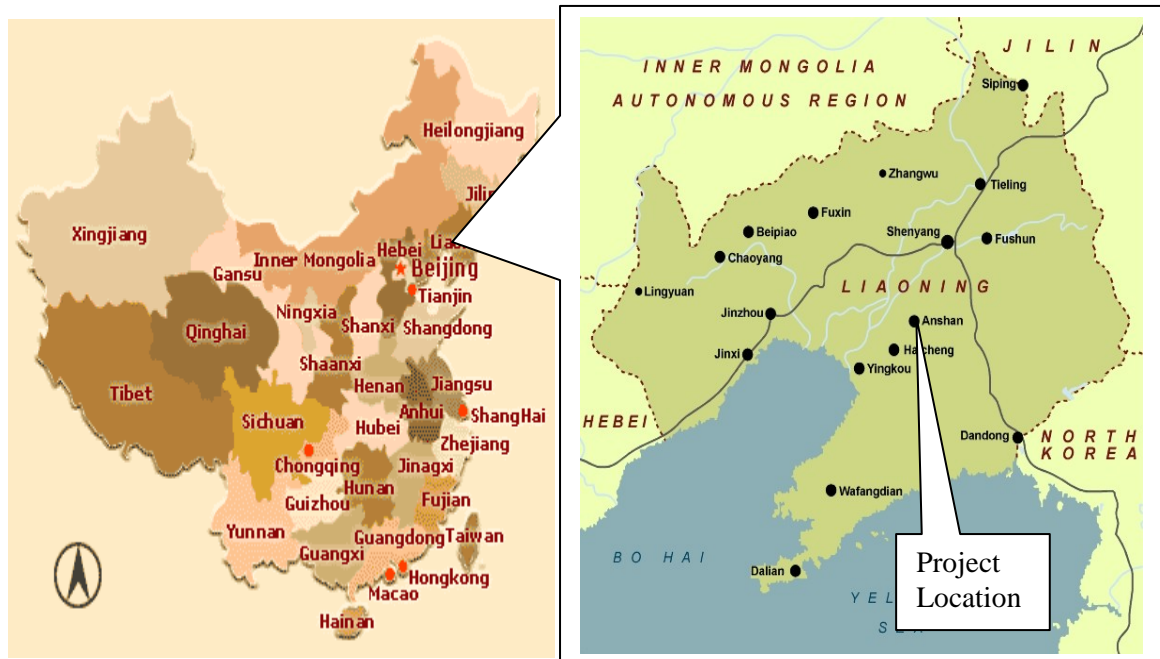 Heilongjiang
Jilin
Xingjiang
Liao
Hebei
Inner Mongolia
Beijing
Gansu
Tianjin
Ningxia
Shanxi
Shangdong
Qinghai
Shaanxi
Henan
Jiangsu
Tibet
Anhui
ShangHai
Sichuan
Hubei
Zhejiang
Chongqing
Jinagxi
Hunan
Guizhou
Fujian
Yunnan
Guangdong
Taiwan
Guangxi
Hongkong
Macao
Hainan
JILIN
INNER MONGOLIA
AUTONOMOUS REGION
Siping
Zhangwu
Tieling
Fuxin
Beipiao
Shenyang
Fushun
Chaoyang
Lingyuan
LIAONING
Jinzhou
Anshan
Jinxi
Yingkou
HEBEI
Dandong
NORTH
KOREA
Wafangdian
BO HAI
Dalian
Project
Location